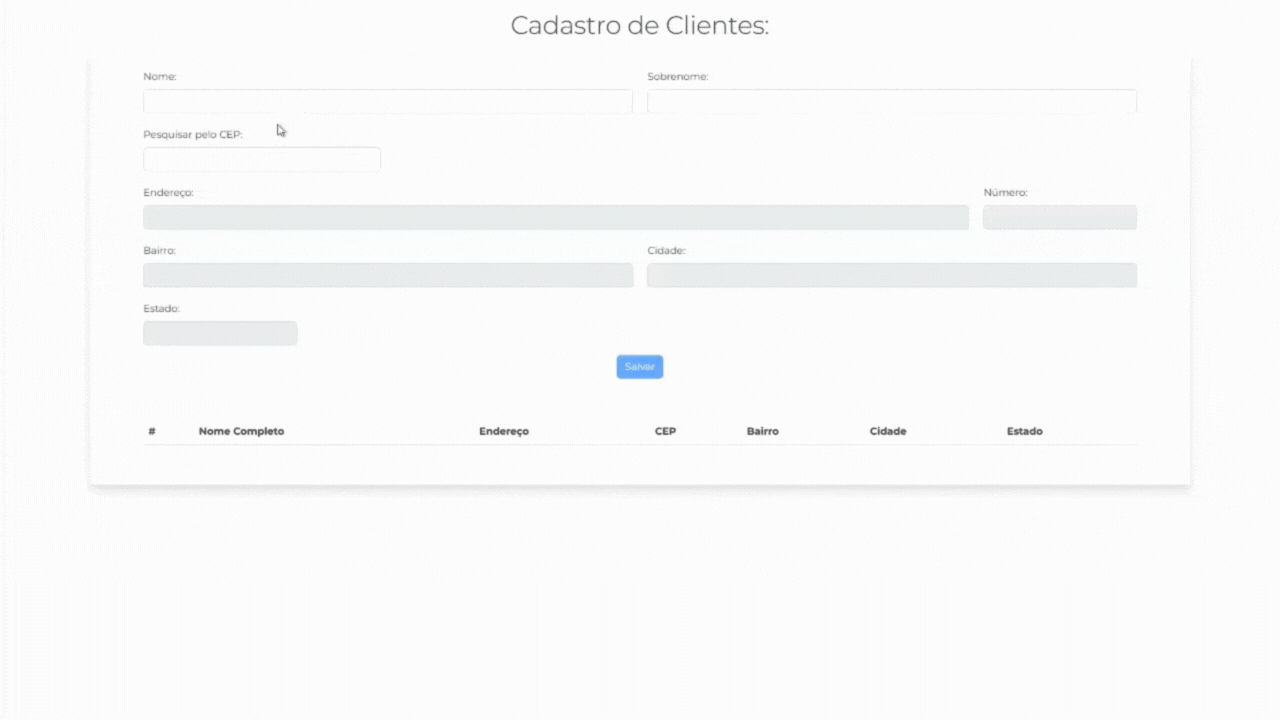 Cadastro de Clientes:
Nome: Sobrenome:
Pesquisar pelo CEP:
Endereço: Número:
Bairro: Cidade:
Estado:
Salvar
# Nome Completo Endereço CEP Bairro Cidade Estado